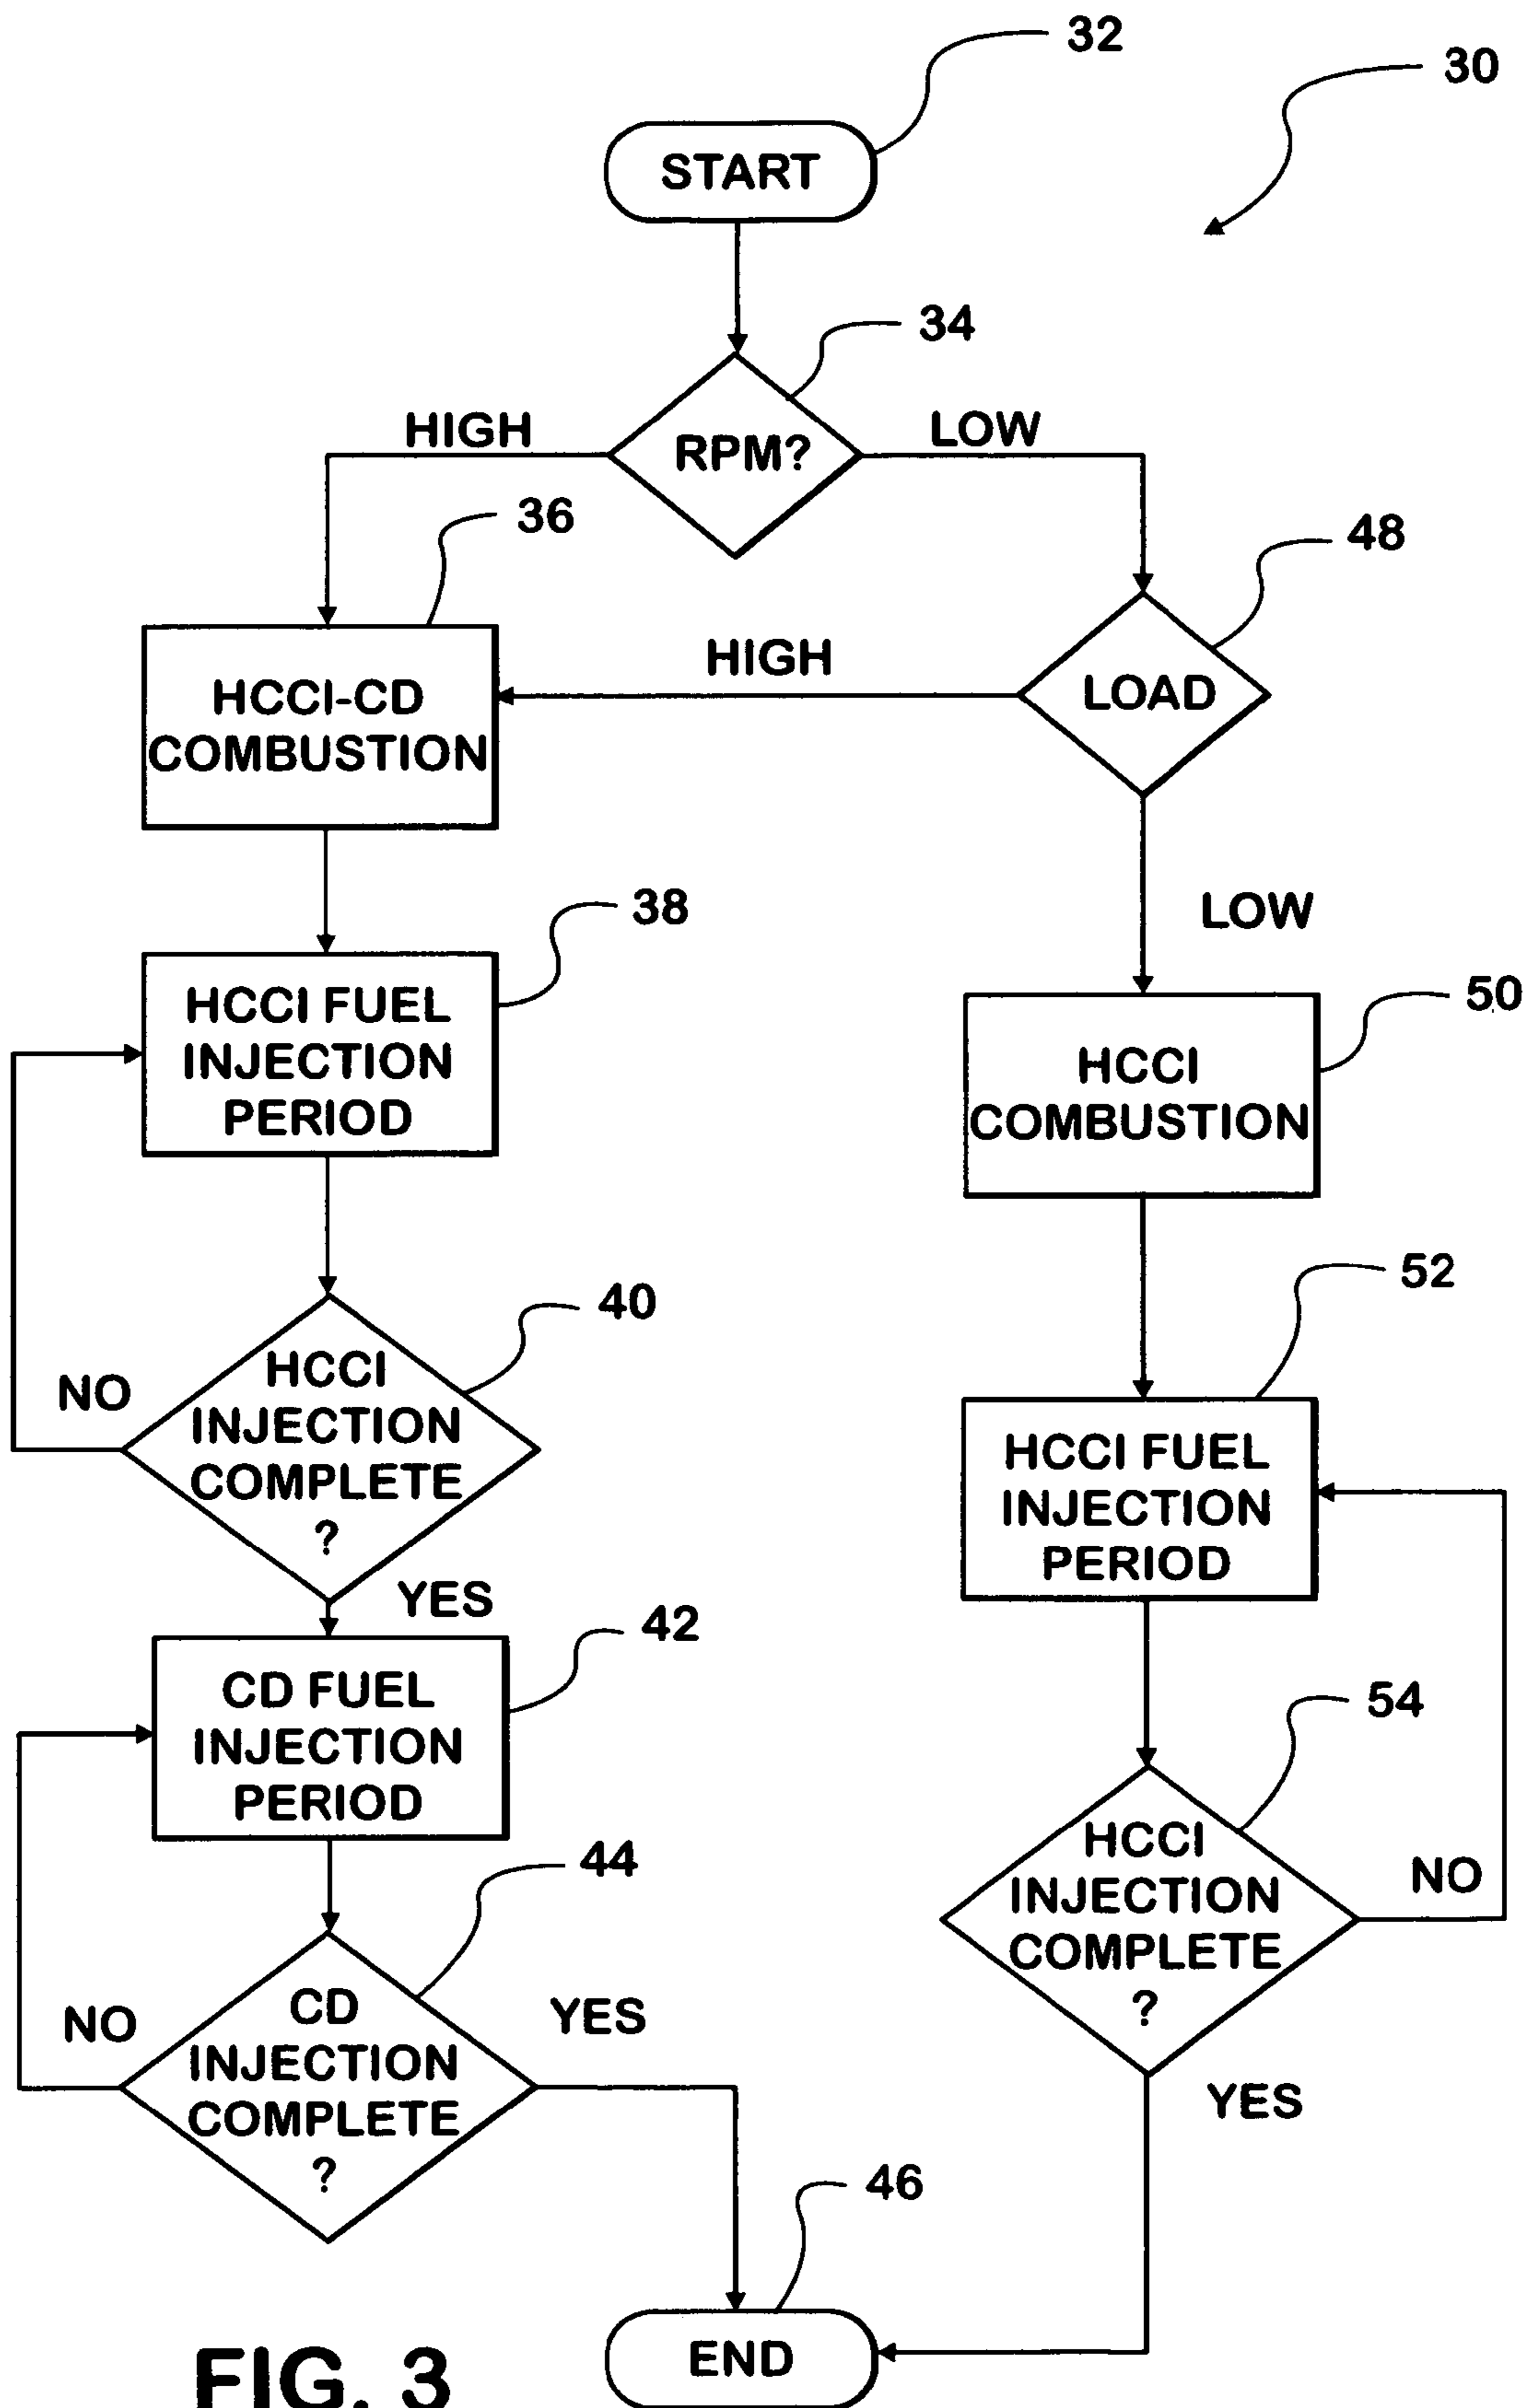 32
30
START
34
HIGH
LOW
RPM?
36
48
HCCI-CD
COMBUSTION
HIGH
LOAD
38
LOW
HCCI FUEL
INJECTION
PERIOD
50
HCCI
COMBUSTION
52
40
HCCI
INJECTION
COMPLETE
?
NO
YES
HCCI FUEL
INJECTION
PERIOD
42
CD FUEL
INJECTION
PERIOD
54
HCCI
INJECTION
COMPLETE
?
NO
44
CD
INJECTION
COMPLETE
?
NO
YES
YES
46
END
FIG. 3